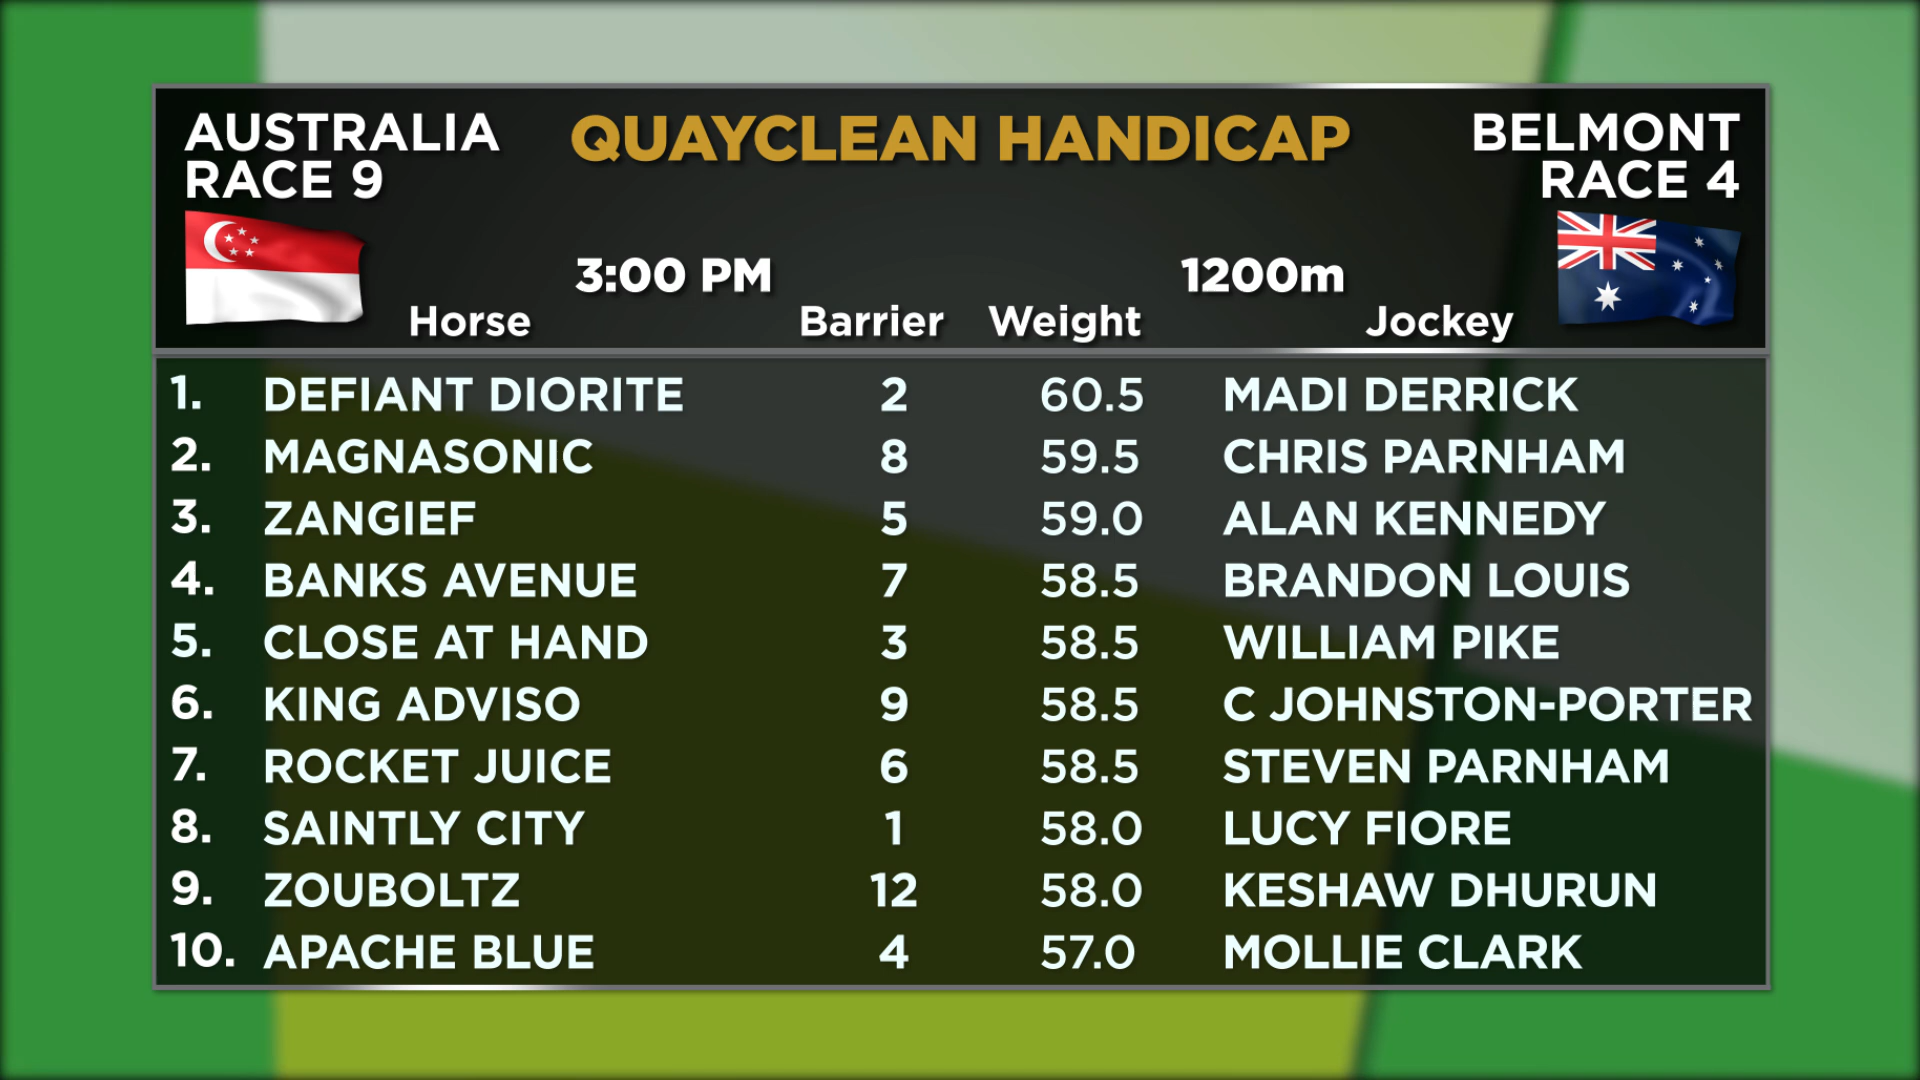 AUSTRALIA
RACE 9
QUAYCLEAN HANDICAP
BELMONT
RACE 4
3:00 PM
1200m
Horse Barrier Weight Jockey
1. DEFIANT DIORITE 2 60.5 MADI DERRICK
2. MAGNASONIC 8 59.5 CHRIS PARNHAM
3. ZANGIEF 5 59.0 ALAN KENNEDY
4. BANKS AVENUE 7 58.5 BRANDON LOUIS
5. CLOSE AT HAND 3 58.5 WILLIAM PIKE
6. KING ADVISO 9 58.5 C JOHNSTON-PORTER
7. ROCKET JUICE 6 58.5 STEVEN PARNHAM
8. SAINTLY CITY 1 58.0 LUCY FIORE
9. ZOUBOLTZ 12 58.0 KESHAW DHURUN
10. APACHE BLUE 4 57.0 MOLLIE CLARK